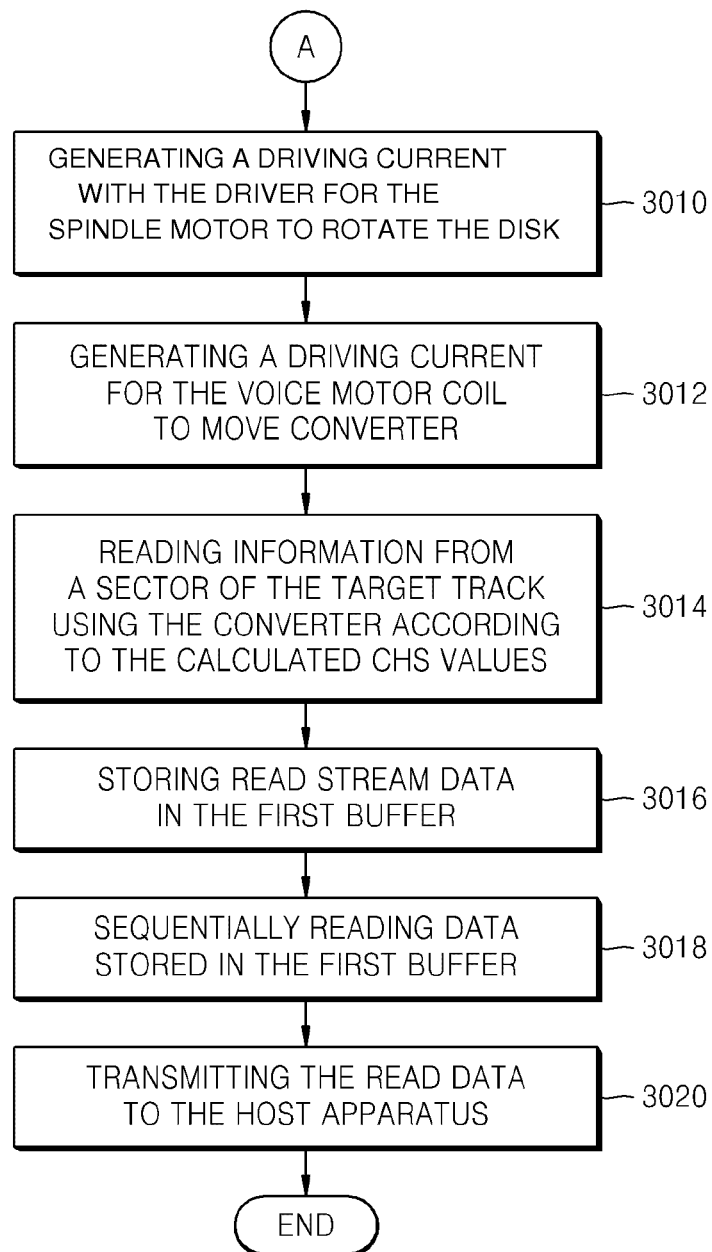 A
GENERATING A DRIVING CURRENT
WITH THE DRIVER FOR THE
SPINDLE MOTOR TO ROTATE THE DISK
3010
GENERATING A DRIVING CURRENT
FOR THE VOICE MOTOR COIL
TO MOVE CONVERTER
3012
READING INFORMATION FROM
A SECTOR OF THE TARGET TRACK
USING THE CONVERTER ACCORDING
TO THE CALCULATED CHS VALUES
3014
STORING READ STREAM DATA
IN THE FIRST BUFFER
3016
SEQUENTIALLY READING DATA
STORED IN THE FIRST BUFFER
3018
TRANSMITTING THE READ DATA
TO THE HOST APPARATUS
3020
END